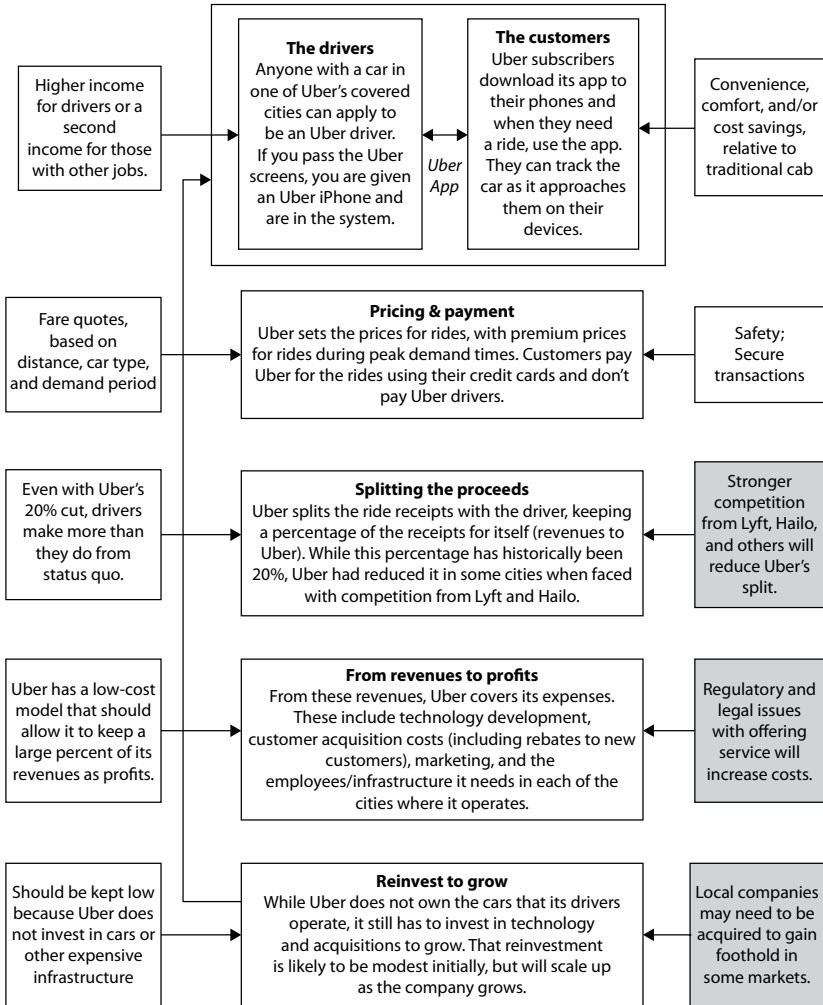 Higher income
for drivers or a
second
income for those
with other jobs.
The drivers
Anyone with a car in
one of Uber’s covered
cities can apply to
be an Uber driver.
If you pass the Uber
screens, you are given
an Uber iPhone and
are in the system.
Uber
App
The customers
Uber subscribers
download its app to
their phones and
when they need
a ride, use the app.
They can track the
car as it approaches
them on their
devices.
Convenience,
comfort, and/or
cost savings,
relative to
traditional cab
Fare quotes,
based on
distance, car type,
and demand period
Pricing & payment
Uber sets the prices for rides, with premium prices
for rides during peak demand times. Customers pay
Uber for the rides using their credit cards and don’t
pay Uber drivers.
Safety;
Secure
transactions
Even with Uber’s
20% cut, drivers
make more than
they do from
status quo.
Splitting the proceeds
Uber splits the ride receipts with the driver, keeping
a percentage of the receipts for itself (revenues to
Uber). While this percentage has historically been
20%, Uber had reduced it in some cities when faced
with competition from Lyft and Hailo.
Stronger
competition
from Lyft, Hailo,
and others will
reduce Uber’s
split.
Uber has a low-cost
model that should
allow it to keep a
large percent of its
revenues as profits.
From revenues to profits
From these revenues, Uber covers its expenses.
These include technology development,
customer acquisition costs (including rebates to new
customers), marketing, and the
employees/infrastructure it needs in each of the
cities where it operates.
Regulatory and
legal issues
with offering
service will
increase costs.
Should be kept low
because Uber does
not invest in cars or
other expensive
infrastructure
Reinvest to grow
While Uber does not own the cars that its drivers
operate, it still has to invest in technology
and acquisitions to grow. That reinvestment
is likely to be modest initially, but will scale up
as the company grows.
Local companies
may need to be
acquired to gain
foothold in
some markets.